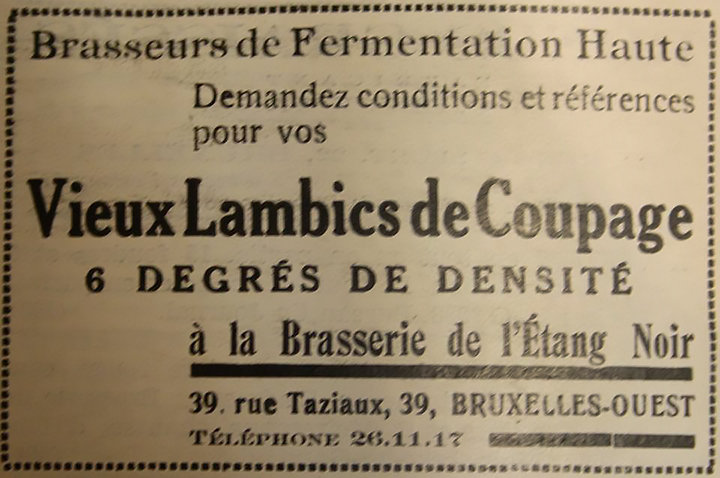 Brasseurs de Fermentation Haute
Demandez conditions et références
pour vos
Vieux Lambics de Coupage
6 DEGRÉS DE DENSITÉ
à la Brasserie de l'Étang Noir
39. rue Taziaux, 39, BRUXELLES-OUEST
TÉLÉPHONE 26.11.17